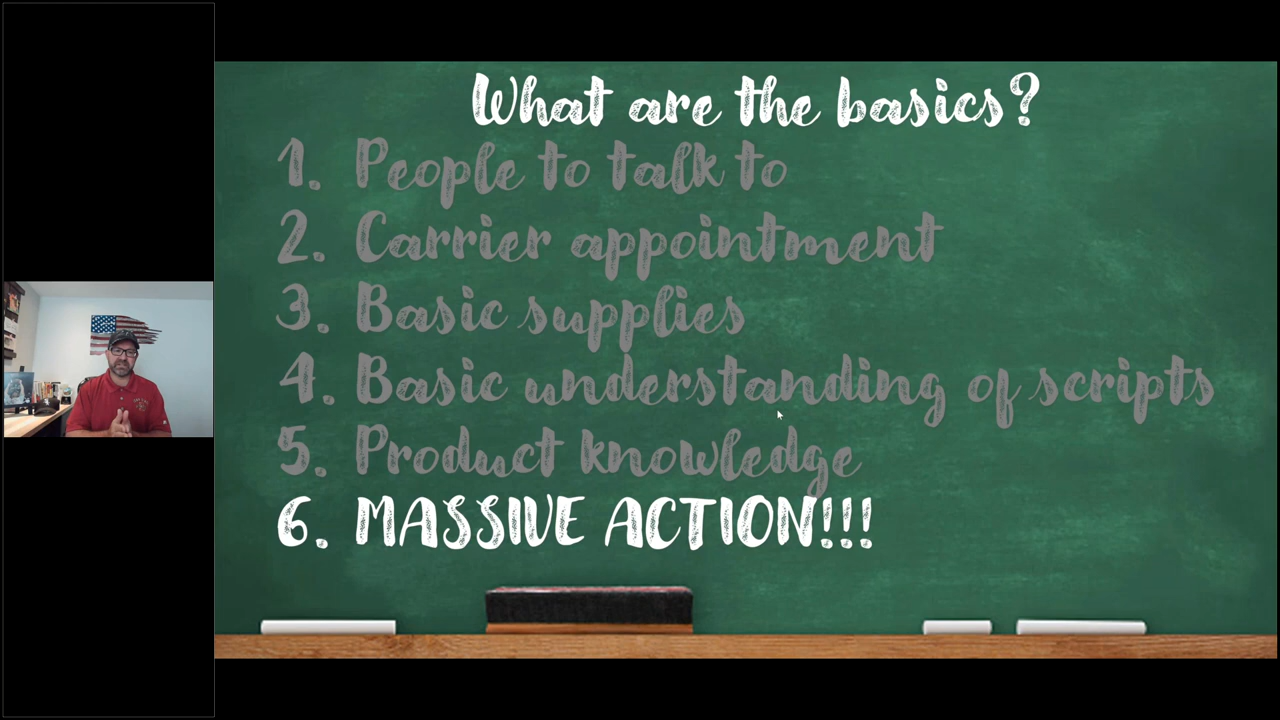 What are the basics?
1. People to talk to
2. Carrier appointment
3. Basic supplies
4. Basic understanding of scripts
5. Product knowledge
6. MASSIVE ACTION!!!